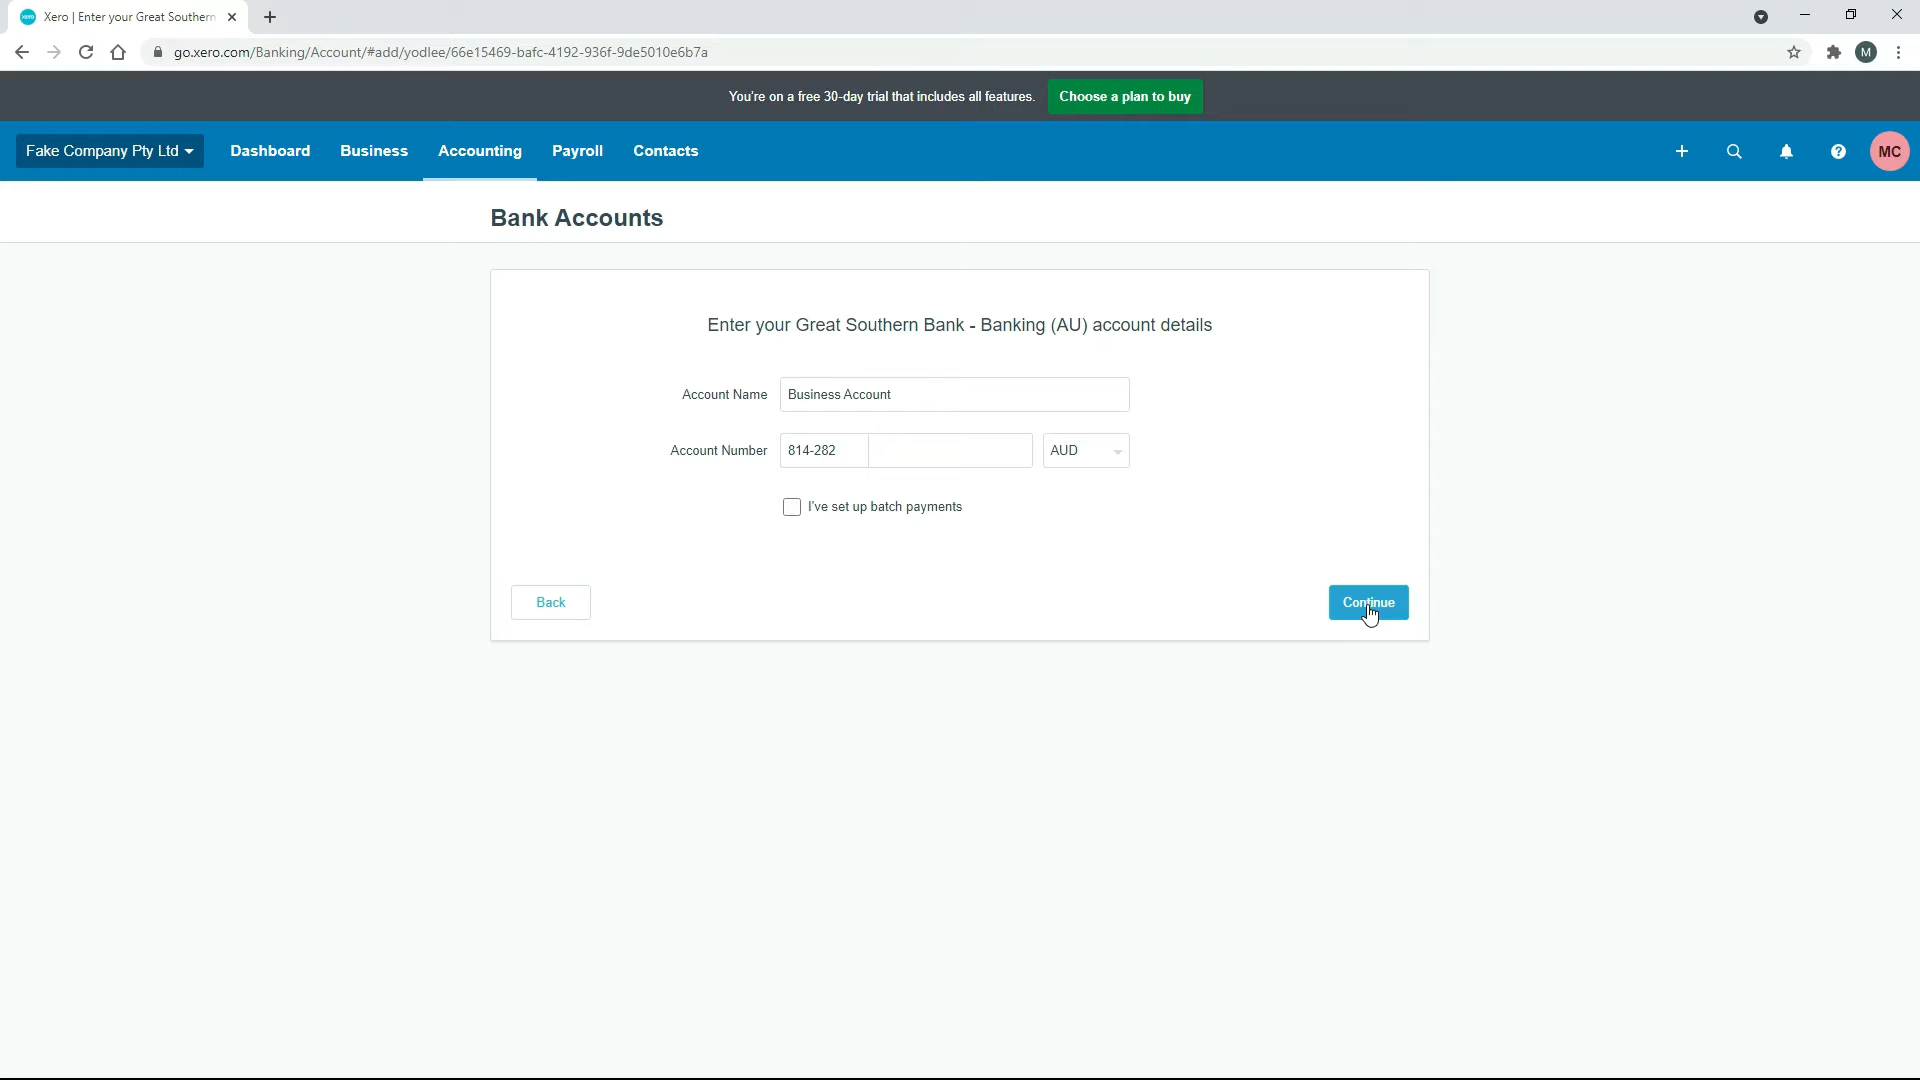 Xero | Enter your Great Southern
go.xero.com/Banking/Account/#add/yodlee/66e15469-bafc-4192-936f-9de5010e6b7a
M
You're on a free 30-day trial that includes all features.
Choose a plan to buy
Fake Company Pty Ltd
Dashboard
Business
Accounting
Payroll
Contacts
MC
Bank Accounts
Enter your Great Southern Bank - Banking (AU) account details
Account Name
Business Account
Account Number
814-282
AUD
I've set up batch payments
Back
Continue